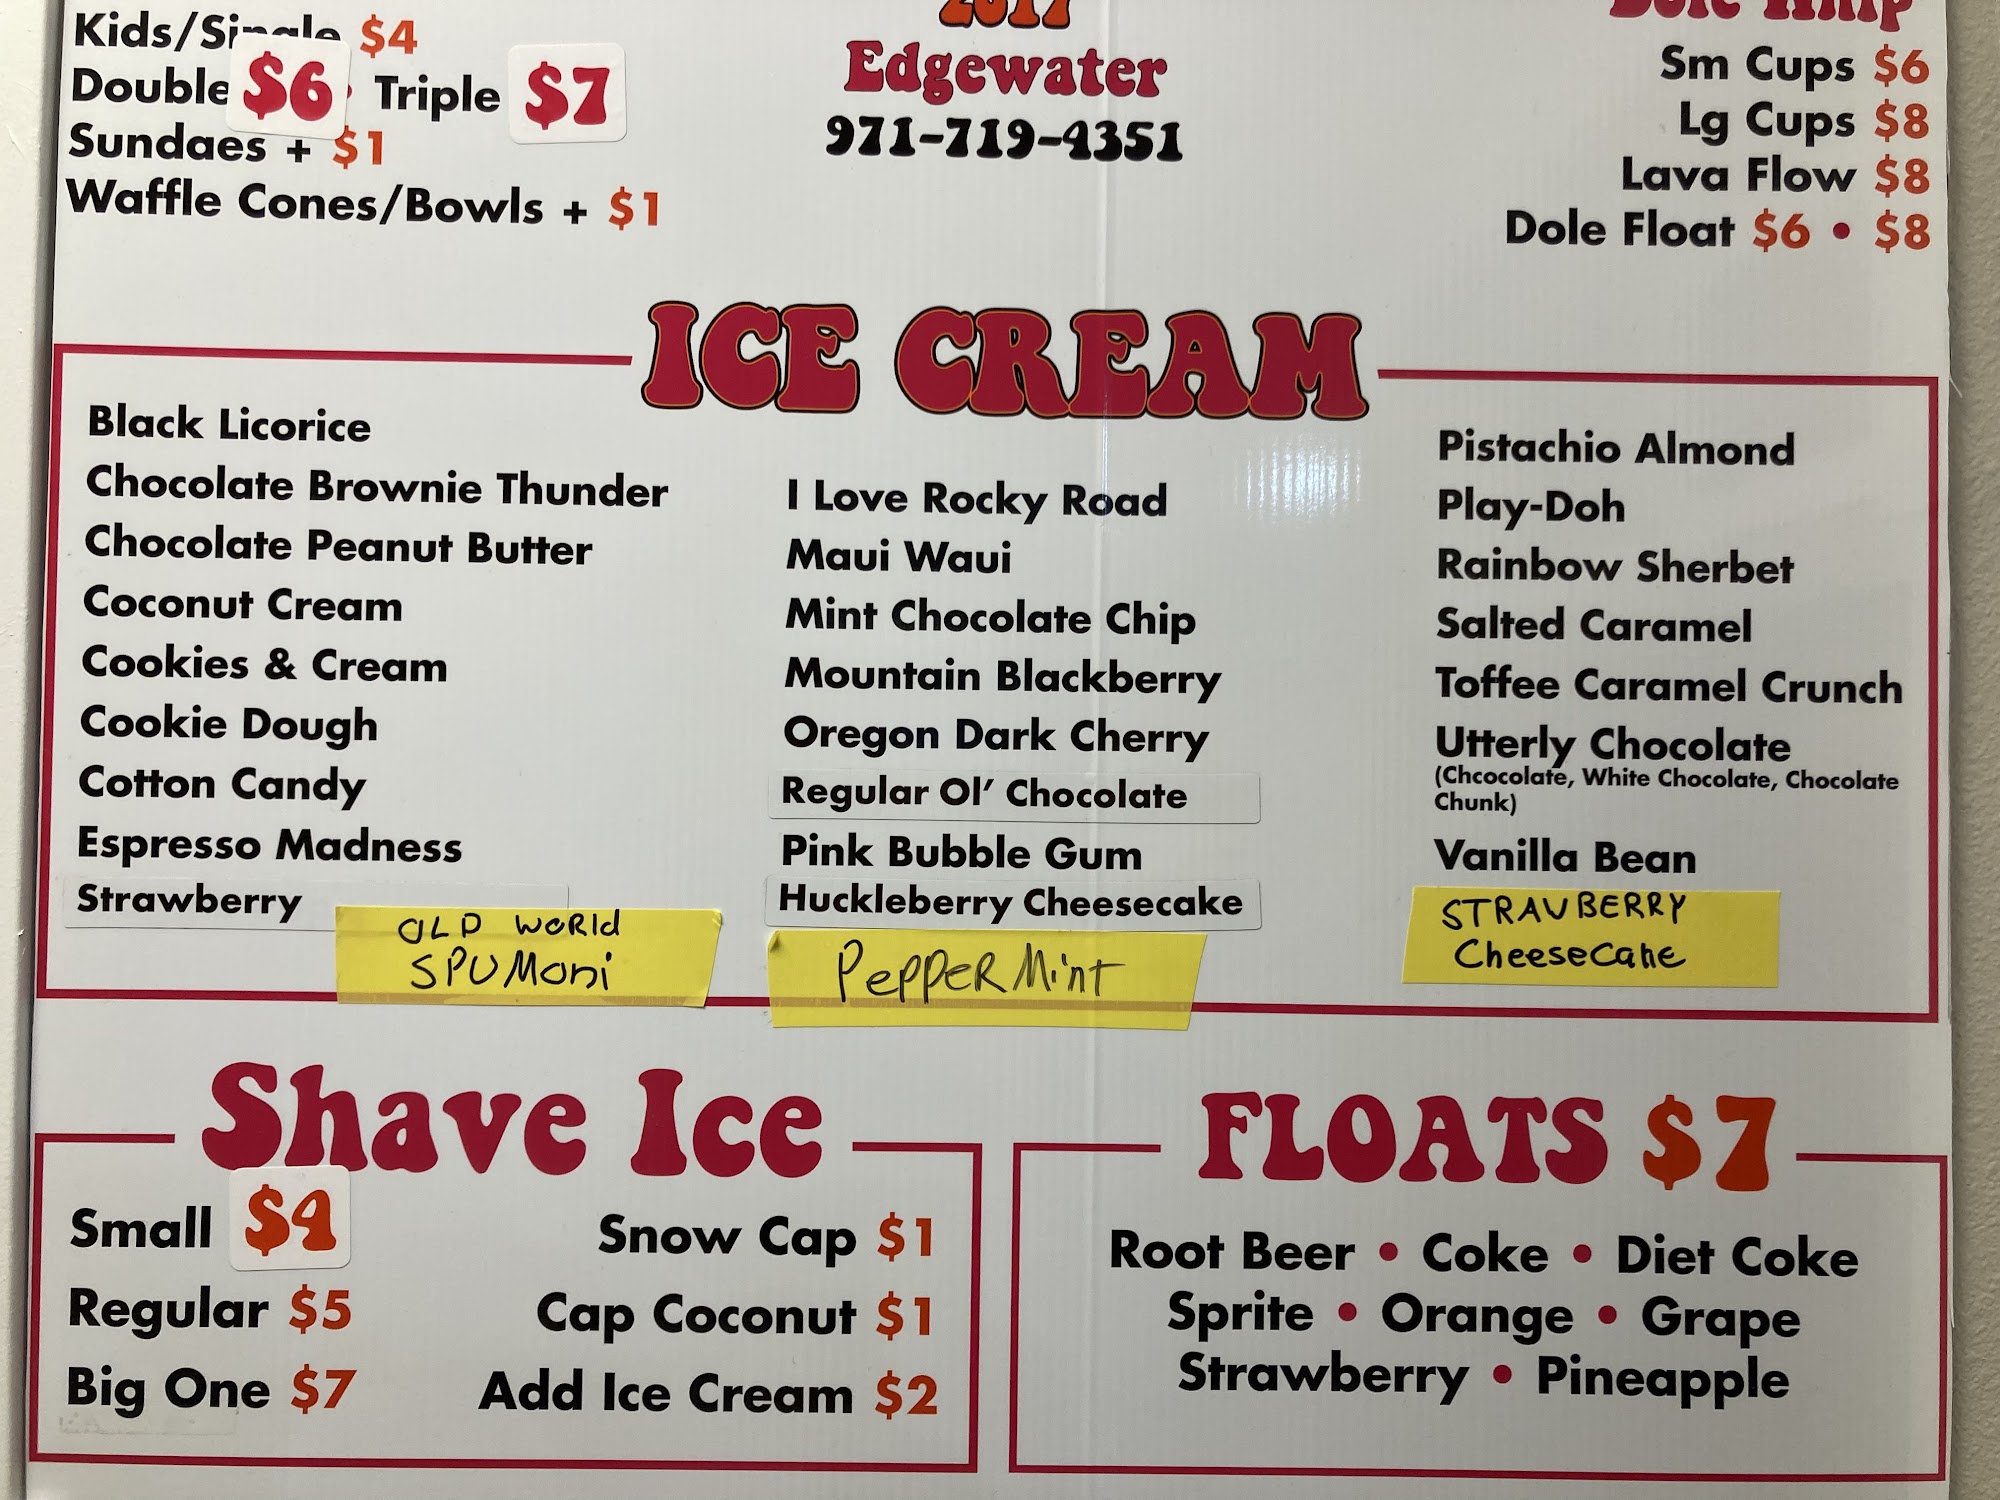 Kids/Single $4
Double $6 • Triple $7
Sundaes + $1
Waffle Cones/Bowls + $1
2017
Edgewater
971-719-4351
Dole Whip
Sm Cups $6
Lg Cups $8
Lava Flow $8
Dole Float $6 • $8
ICE CREAM
Black Licorice
Chocolate Brownie Thunder
Chocolate Peanut Butter
Coconut Cream
Cookies & Cream
Cookie Dough
Cotton Candy
Espresso Madness
Strawberry
OLD WORld
SPUMoni
I Love Rocky Road
Maui Waui
Mint Chocolate Chip
Mountain Blackberry
Oregon Dark Cherry
Regular Ol' Chocolate
Pink Bubble Gum
Huckleberry Cheesecake
PePPeRMinT
Pistachio Almond
Play-Doh
Rainbow Sherbet
Salted Caramel
Toffee Caramel Crunch
Utterly Chocolate
(Chcocolate, White Chocolate, Chocolate
Chunk)
Vanilla Bean
STRAWBERRY
CheeseCake
Shave Ice
Small $4
Regular $5
Big One $7
Snow Cap $1
Cap Coconut $1
Add Ice Cream $2
FLOATS $7
Root Beer • Coke • Diet Coke
Sprite • Orange • Grape
Strawberry • Pineapple